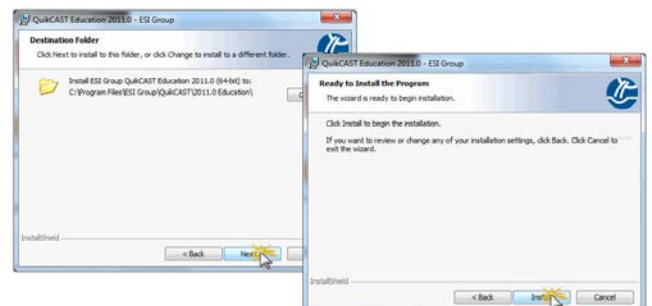 QuikCAST Education 2011.0 - ESI Group
Destination Folder
Click Next to install to this folder, or click Change to install to a different folder.
Install ESI Group QuikCAST Education 2011.0 (64-bit) to:
C:\Program Files\ESI Group\QuikCAST\2011.0 Education\
InstallShield
< Back
Next
QuikCAST Education 2011.0 - ESI Group
Ready to Install the Program
The wizard is ready to begin installation.
Click Install to begin the installation.
If you want to review or change any of your installation settings, click Back. Click Cancel to
exit the wizard.
InstallShield
< Back
Install
Cancel